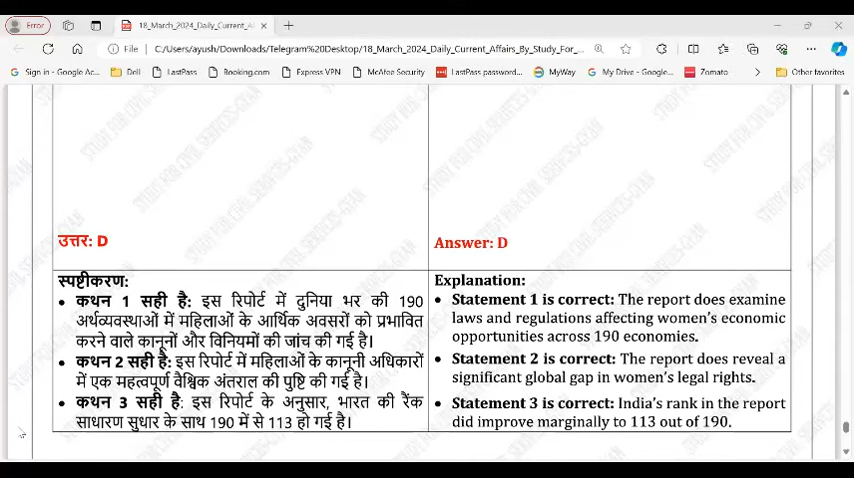 Error
18_March_2024_Daily_Current_Af
File
C:/Users/ayush/Downloads/Telegram%20Desktop/18_March_2024_Daily_Current_Affairs_By_Study_For_...
Sign in - Google Ac...
Dell
LastPass
Booking.com
Express VPN
McAfee Security
LastPass password...
MyWay
My Drive - Google...
Zomato
Other favorites
STUDY FOR CIVIL SERVICES-GYAN
उत्तर: D
स्पष्टीकरण:
• कथन 1 सही है: इस रिपोर्ट में दुनिया भर की 190
अर्थव्यवस्थाओं में महिलाओं के आर्थिक अवसरों को प्रभावित
करने वाले कानूनों और विनियमों की जांच की गई है।
• कथन 2 सही है: इस रिपोर्ट में महिलाओं के कानूनी अधिकारों
में एक महत्वपूर्ण वैश्विक अंतराल की पुष्टि की गई है।
• कथन 3 सही है: इस रिपोर्ट के अनुसार, भारत की रैंक
साधारण सुधार के साथ 190 में से 113 हो गई है।
Answer: D
Explanation:
• Statement 1 is correct: The report does examine
laws and regulations affecting women's economic
opportunities across 190 economies.
• Statement 2 is correct: The report does reveal a
significant global gap in women's legal rights.
• Statement 3 is correct: India's rank in the report
did improve marginally to 113 out of 190.